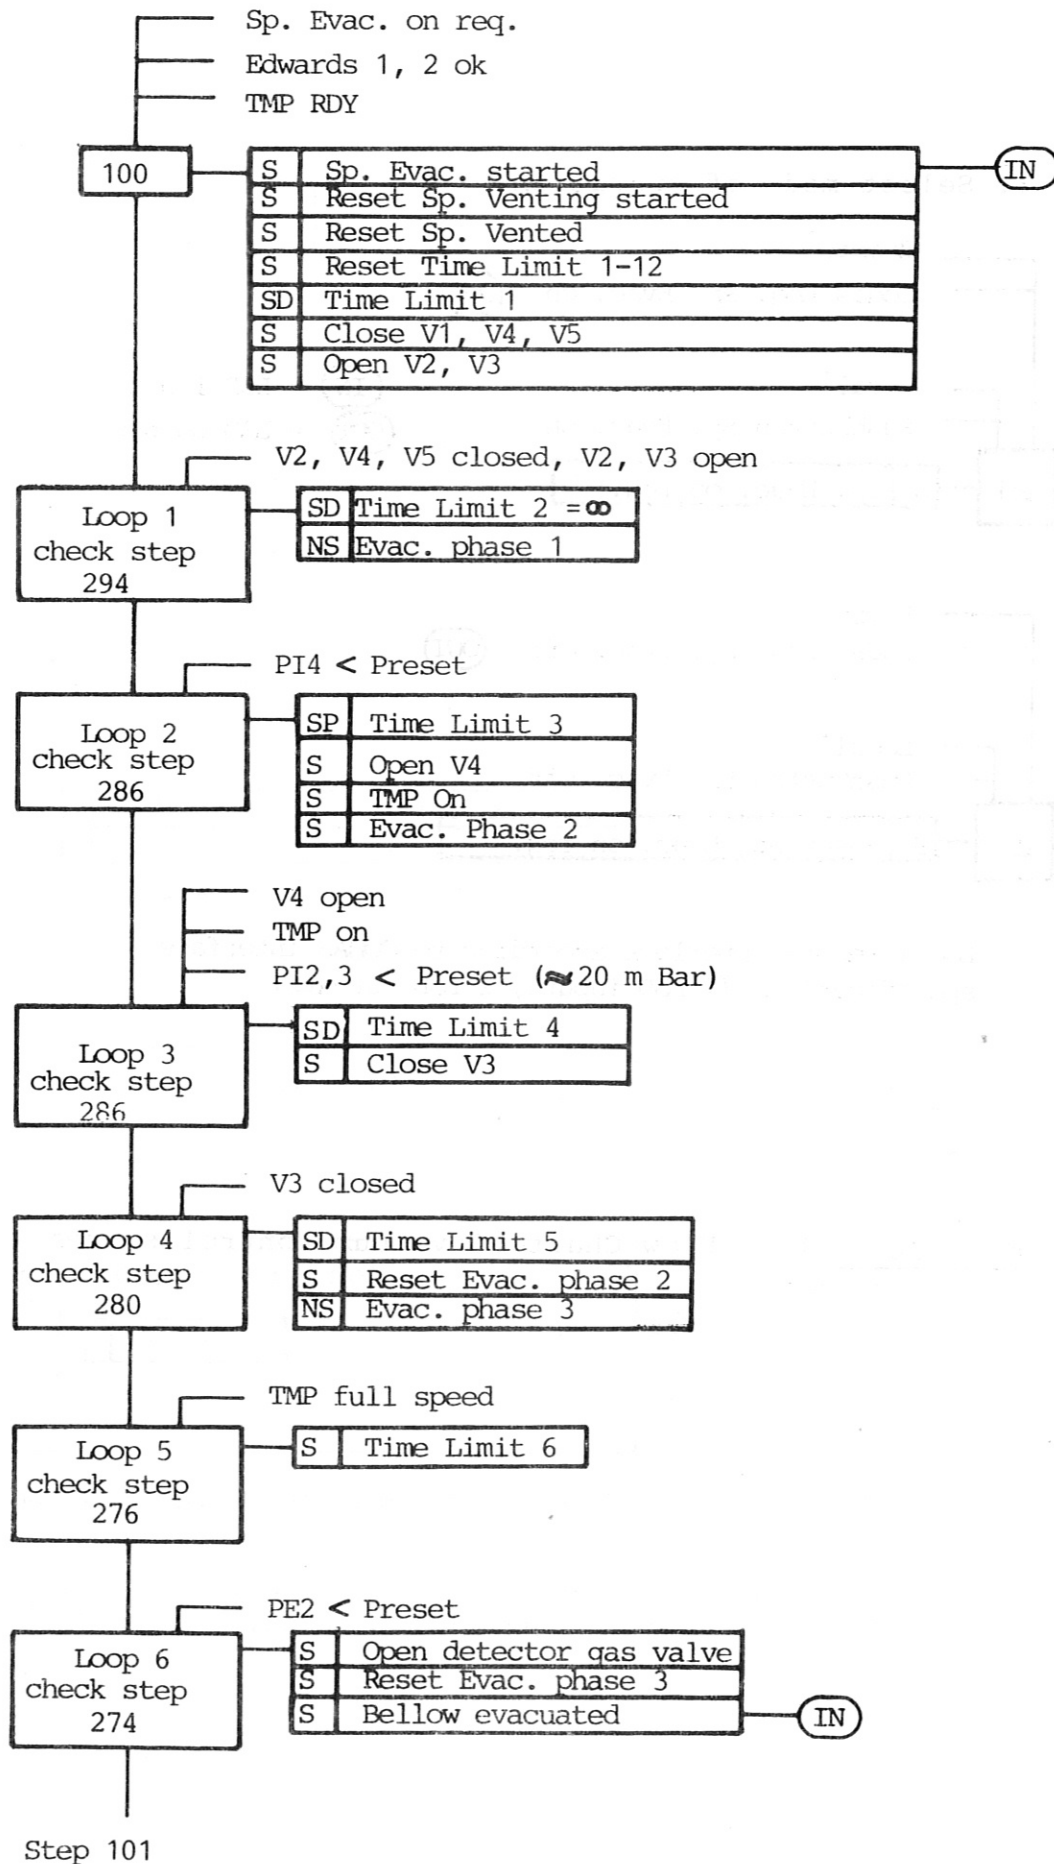 Sp. Evac. on req.
Edwards 1, 2 ok
TMP RDY
100
S Sp. Evac. started
IN
S Reset Sp. Venting started
S Reset Sp. Vented
S Reset Time Limit 1-12
SD Time Limit 1
S Close V1, V4, V5
S Open V2, V3
V2, V4, V5 closed, V2, V3 open
Loop 1
check step
294
SD Time Limit 2 = ∞
NS Evac. phase 1
PI4 < Preset
Loop 2
check step
286
SP Time Limit 3
S Open V4
S TMP On
S Evac. Phase 2
V4 open
TMP on
PI2,3 < Preset (≈20 m Bar)
Loop 3
check step
286
SD Time Limit 4
S Close V3
V3 closed
Loop 4
check step
280
SD Time Limit 5
S Reset Evac. phase 2
NS Evac. phase 3
TMP full speed
Loop 5
check step
276
S Time Limit 6
PE2 < Preset
Loop 6
check step
274
S Open detector gas valve
S Reset Evac. phase 3
S Bellow evacuated
IN
Step 101